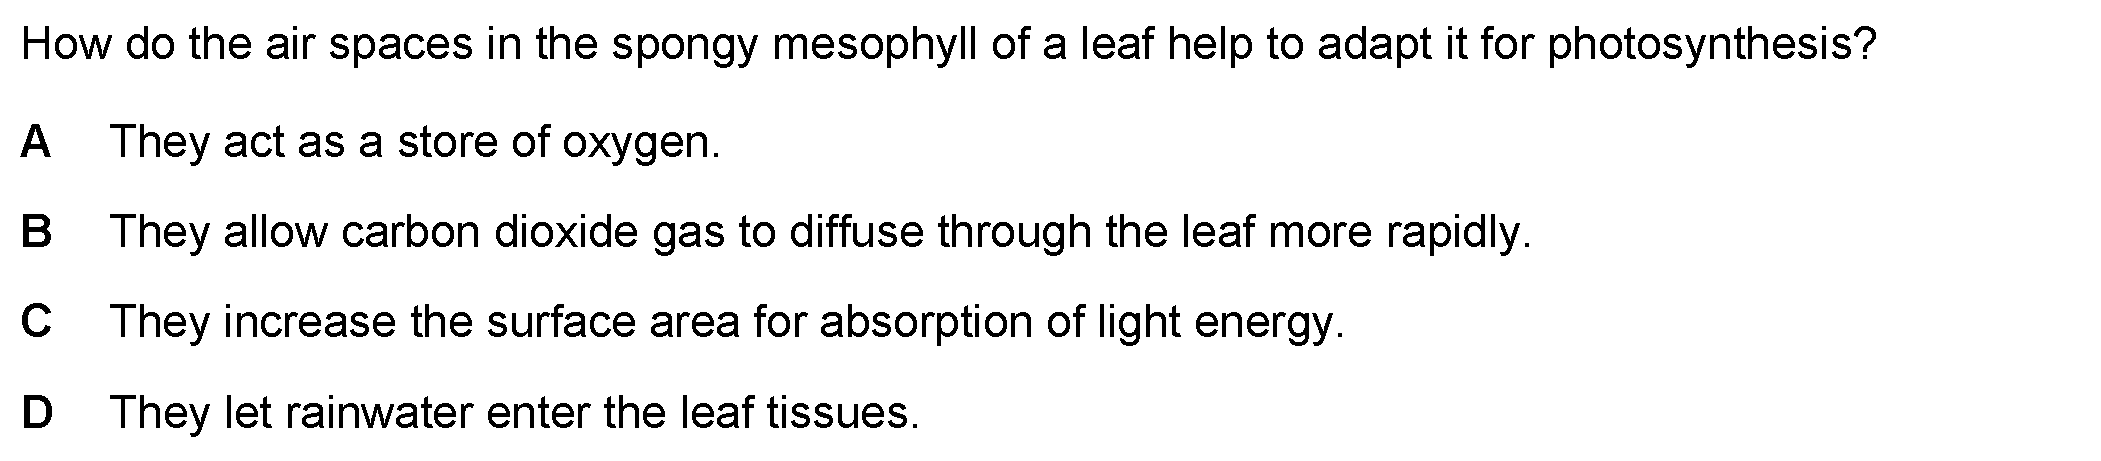 How do the air spaces in the spongy mesophyll of a leaf help to adapt it for photosynthesis?
A They act as a store of oxygen.
B They allow carbon dioxide gas to diffuse through the leaf more rapidly.
C They increase the surface area for absorption of light energy.
D They let rainwater enter the leaf tissues.